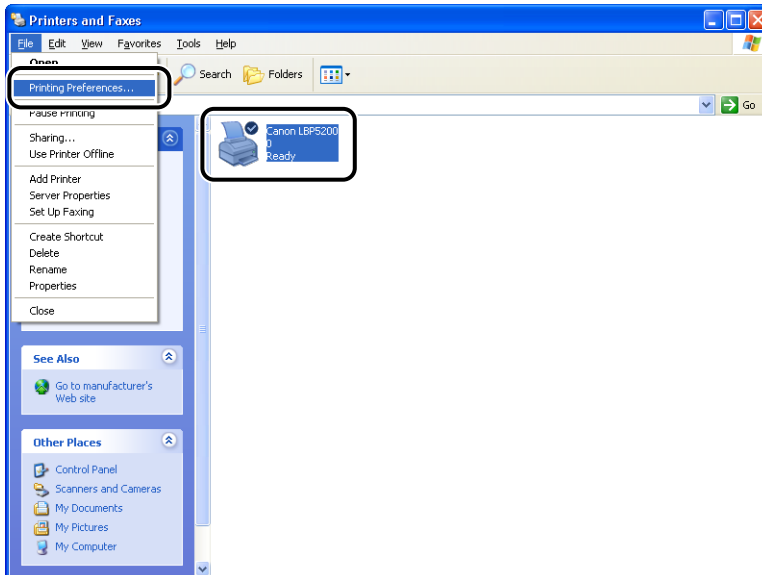 Printers and Faxes
File Edit View Favorites Tools Help
Open
Search Folders
Printing Preferences...
Go
Pause Printing
Sharing...
Use Printer Offline
Add Printer
Server Properties
Set Up Faxing
Create Shortcut
Delete
Rename
Properties
Close
Canon LBP5200
0
Ready
See Also
Go to manufacturer's
Web site
Other Places
Control Panel
Scanners and Cameras
My Documents
My Pictures
My Computer